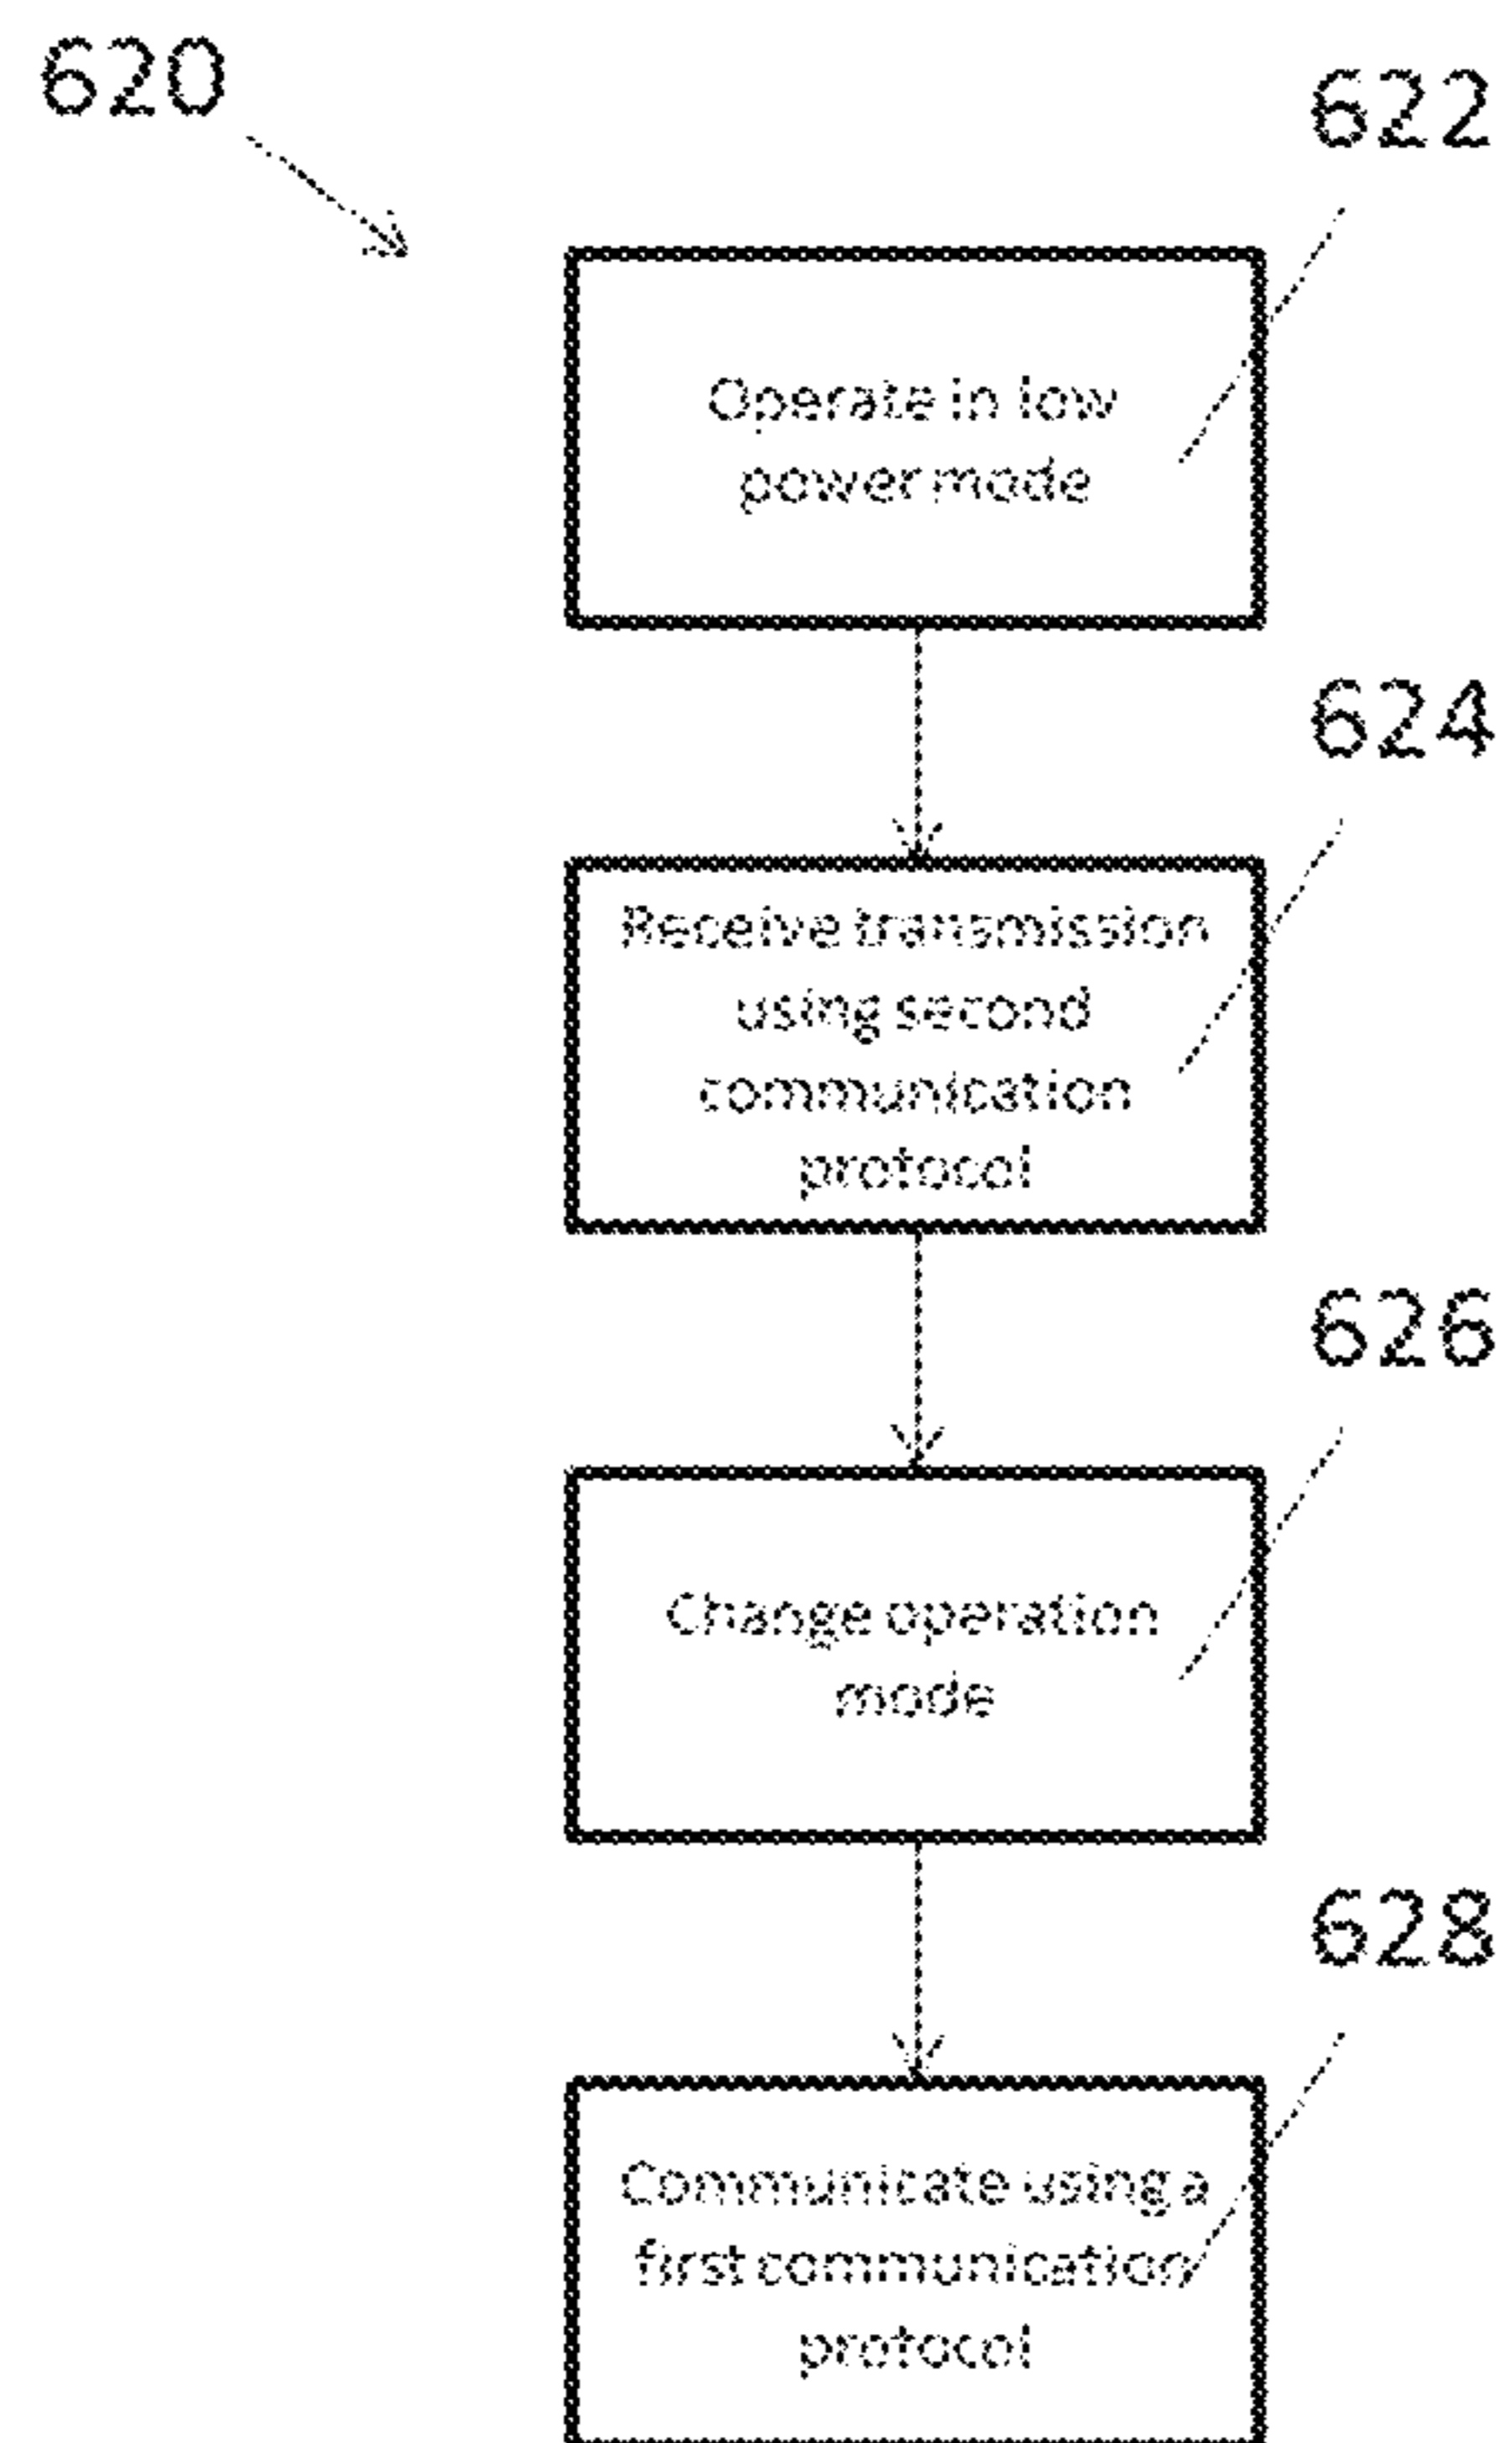 620
622
Operate in low
power mode
624
Receive transmission
using second
communication
protocol
626
Change operation
mode
628
Communicate using a
first communication
protocol